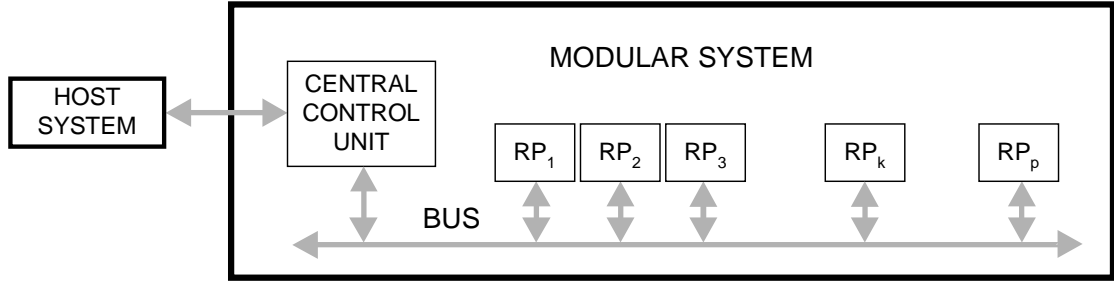 MODULAR SYSTEM
HOST
SYSTEM
CENTRAL
CONTROL
UNIT
RP1 RP2 RP3 RPk RPp
BUS